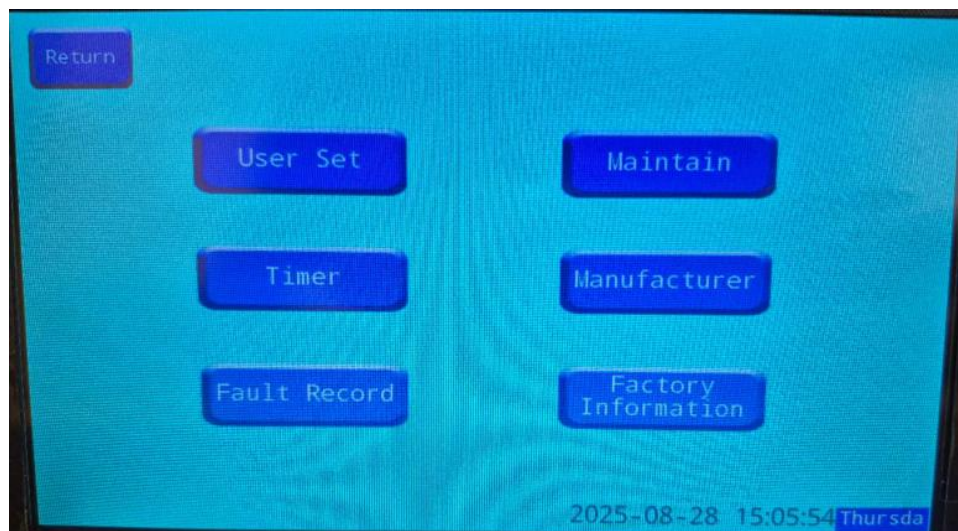 Return
User Set
Maintain
Timer
Manufacturer
Fault Record
Factory
Information
2025-08-28 15:05:54 Thursda